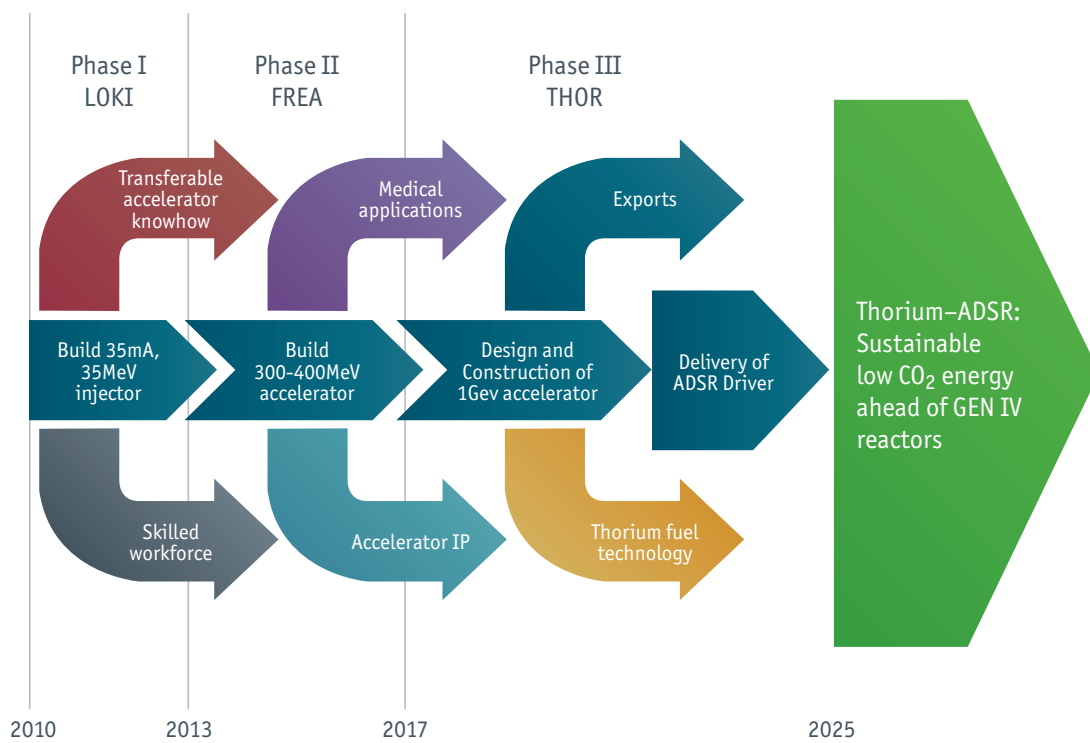 Phase I
LOKI
Phase II
FREA
Phase III
THOR
Transferable
accelerator
knowhow
Medical
applications
Exports
Build 35mA,
35MeV
injector
Build
300-400MeV
accelerator
Design and
Construction of
1Gev accelerator
Delivery of
ADSR Driver
Thorium–ADSR:
Sustainable
low CO₂ energy
ahead of GEN IV
reactors
Skilled
workforce
Accelerator IP
Thorium fuel
technology
2010
2013
2017
2025